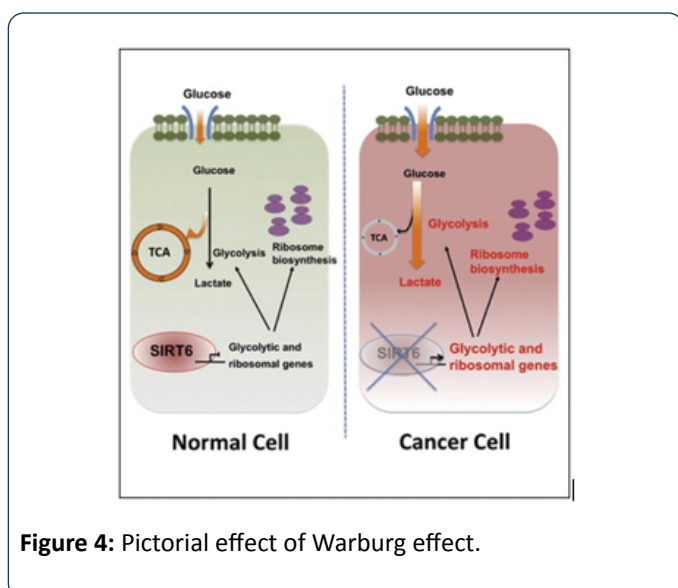 Glucose
Glucose
TCA
Glycolysis
Ribosome
biosynthesis
Lactate
SIRT6
Glycolytic and
ribosomal genes
Normal Cell
Glucose
Glucose
TCA
Glycolysis
Ribosome
biosynthesis
Lactate
SIRT6
Glycolytic and
ribosomal genes
Cancer Cell
Figure 4: Pictorial effect of Warburg effect.